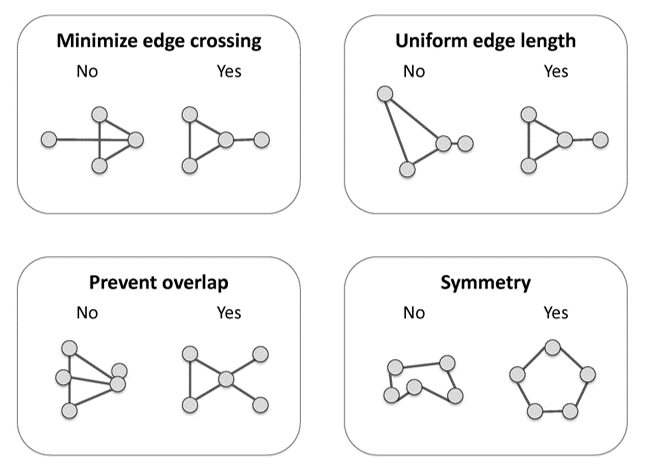 Minimize edge crossing
No Yes
Uniform edge length
No Yes
Prevent overlap
No Yes
Symmetry
No Yes